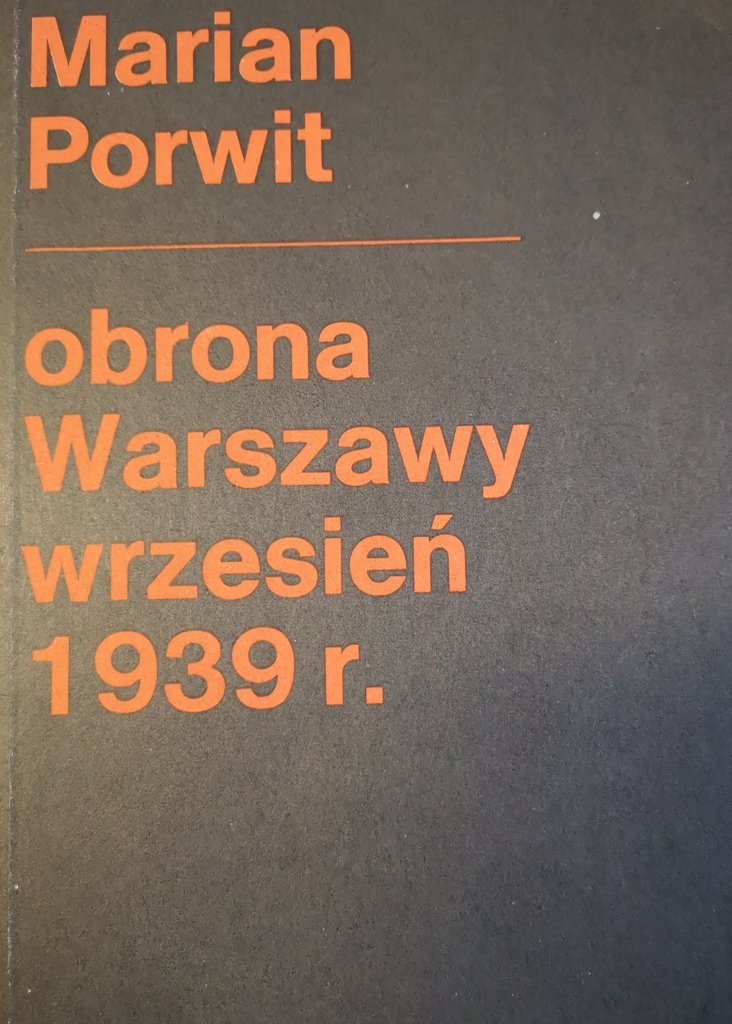 Marian
Porwit
obrona
Warszawy
wrzesień
1939 r.